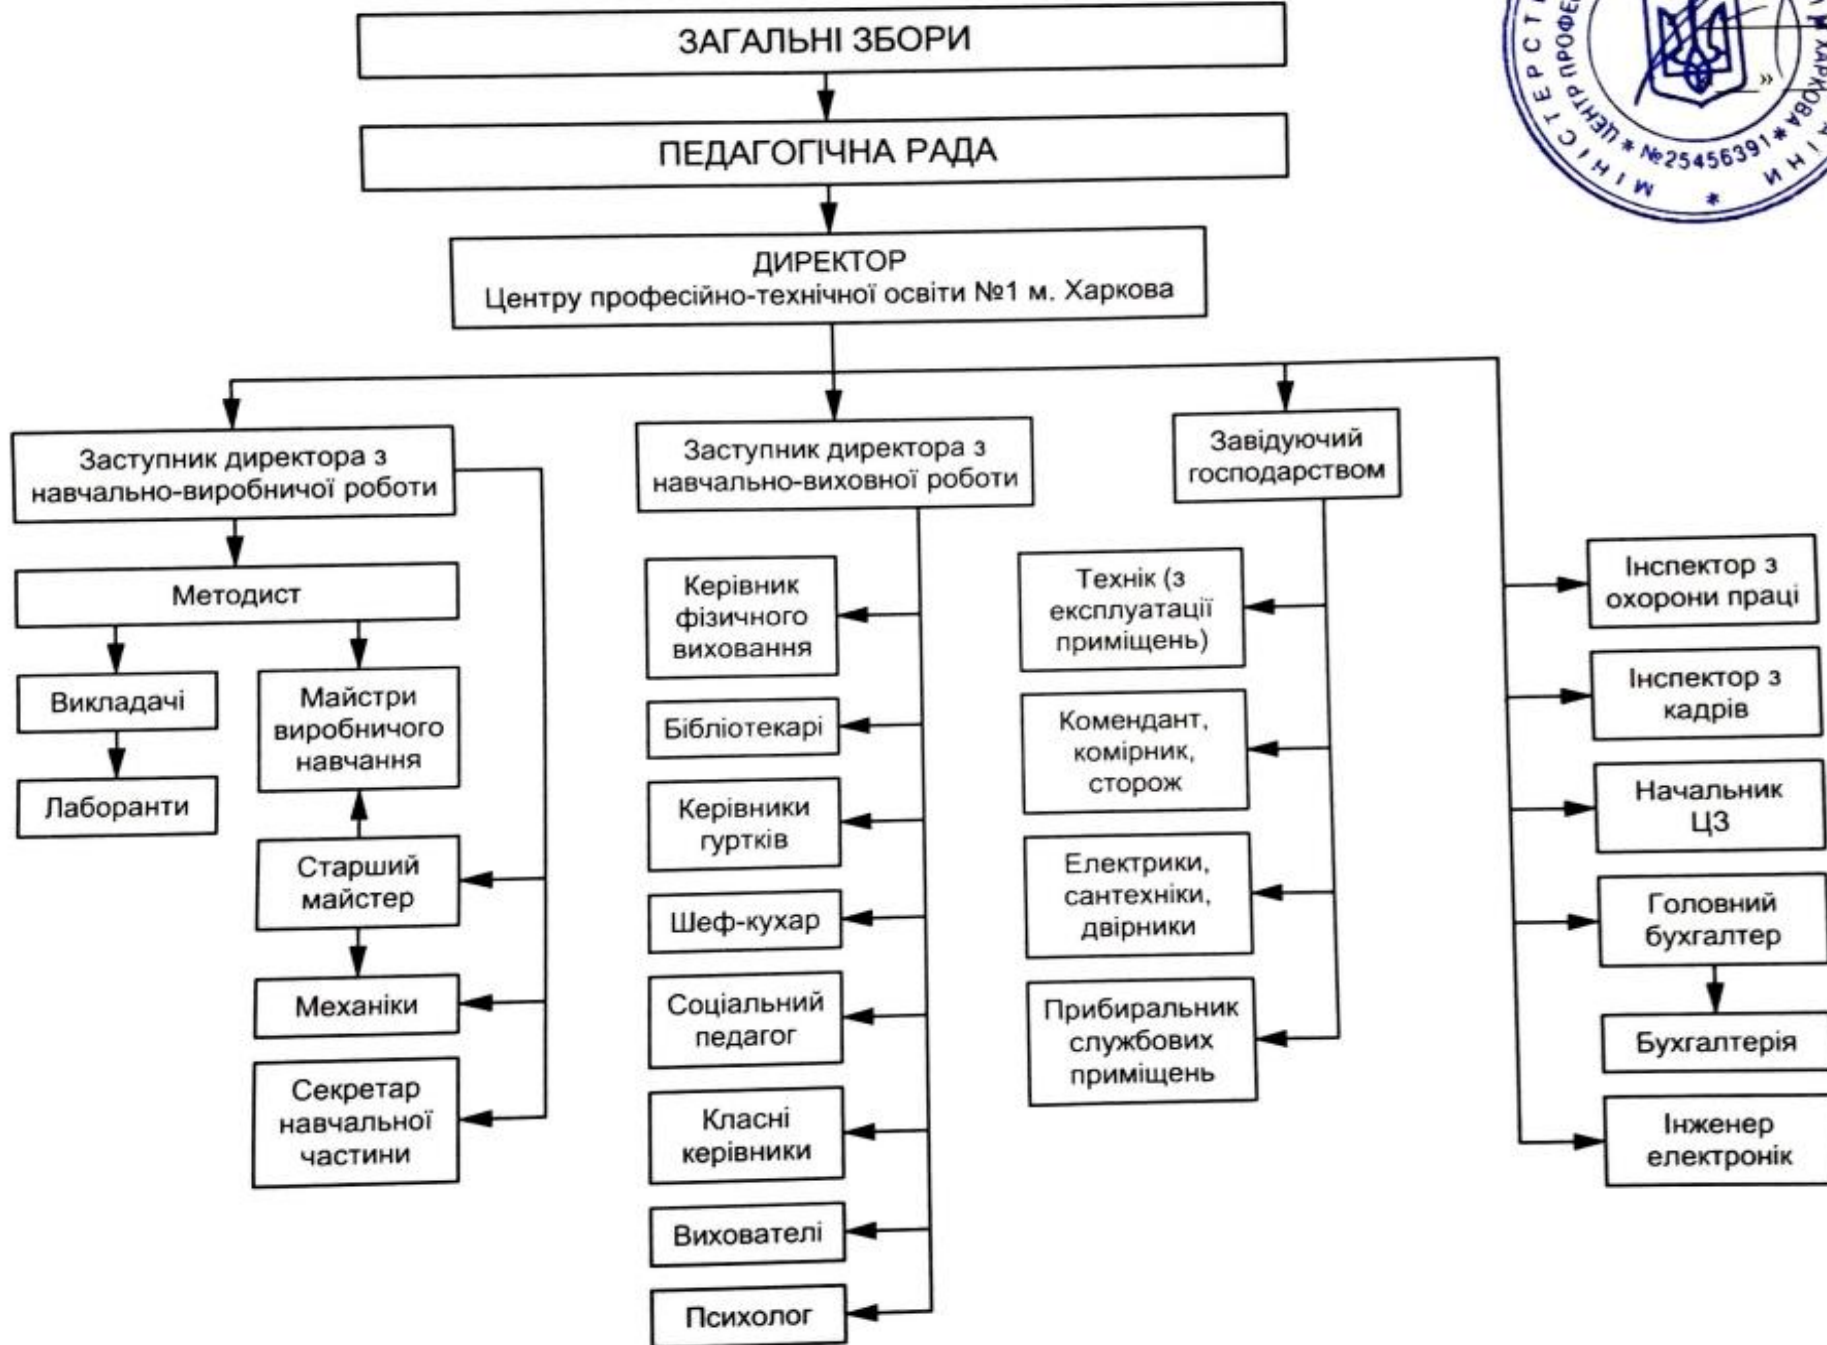 ЗАГАЛЬНІ ЗБОРИ
ПЕДАГОГІЧНА РАДА
ДИРЕКТОР
Центру професійно-технічної освіти №1 м. Харкова
Заступник директора з
навчально-виробничої роботи
Методист
Викладачі
Лаборанти
Майстри
виробничого
навчання
Старший
майстер
Механіки
Секретар
навчальної
частини
Заступник директора з
навчально-виховної роботи
Керівник
фізичного
виховання
Бібліотекарі
Керівники
гуртків
Шеф-кухар
Соціальний
педагог
Класні
керівники
Вихователі
Психолог
Завідуючий
господарством
Технік (з
експлуатації
приміщень)
Комендант,
комірник,
сторож
Електрики,
сантехніки,
двірники
Прибиральник
службових
приміщень
Інспектор з
охорони праці
Інспектор з
кадрів
Начальник
ЦЗ
Головний
бухгалтер
Бухгалтерія
Інженер
електронік
ЦЕНТР
ХАРКОВА
* №25456391 *
»